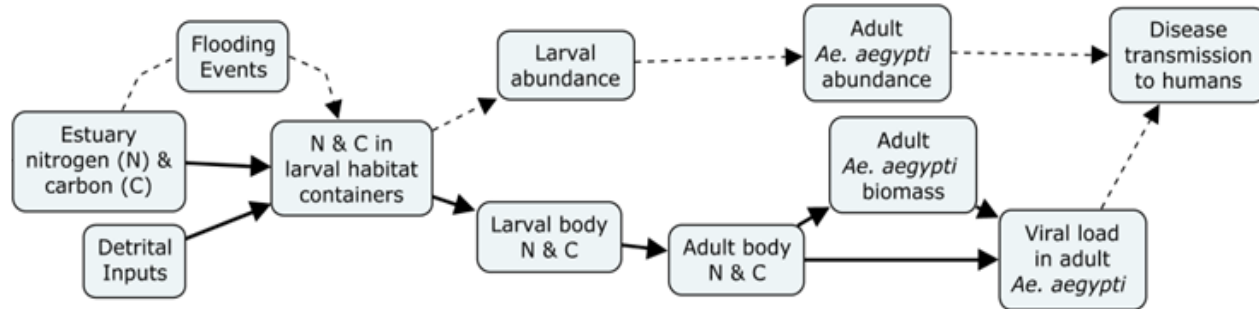 Flooding
Events
Estuary
nitrogen (N) &
carbon (C)
Detrital
Inputs
N & C in
larval habitat
containers
Larval
abundance
Adult
Ae. aegypti
abundance
Disease
transmission
to humans
Larval body
N & C
Adult body
N & C
Adult
Ae. aegypti
biomass
Viral load
in adult
Ae. aegypti